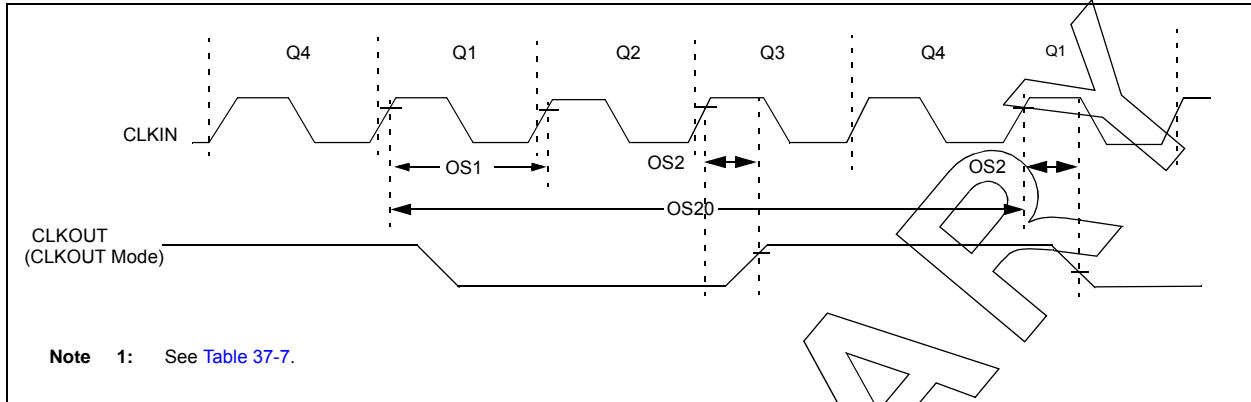 Q4 Q1 Q2 Q3 Q4 Q1
CLKIN
OS1 OS2 OS2
OS20
CLKOUT
(CLKOUT Mode)
Note 1: See Table 37-7.
A R Y